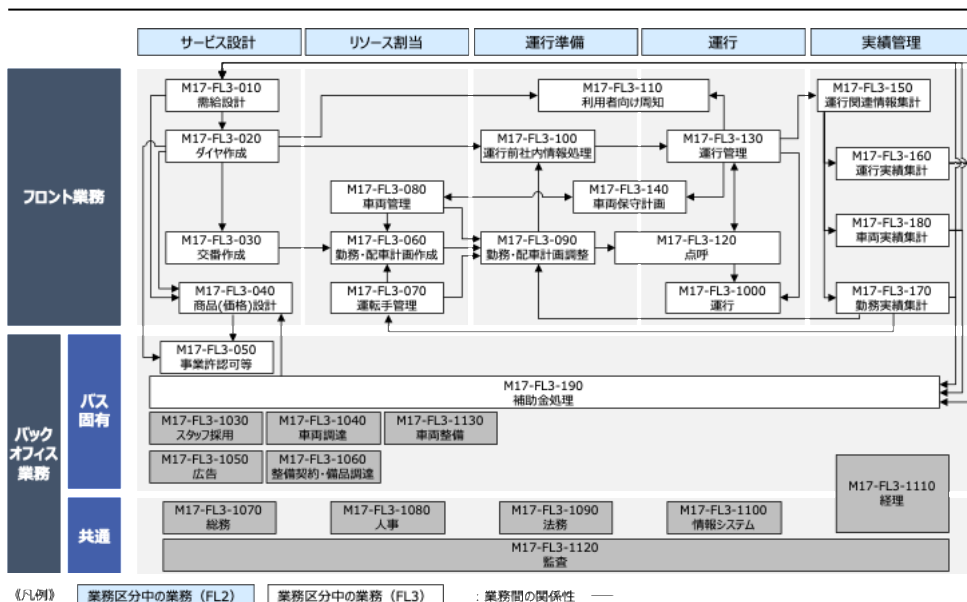 サービス設計
リソース割当
運行準備
運行
実績管理
フロント業務
M17-FL3-010
需給設計
M17-FL3-110
利用者向け周知
M17-FL3-150
運行関連情報集計
M17-FL3-020
ダイヤ作成
M17-FL3-100
運行前社内情報処理
M17-FL3-130
運行管理
M17-FL3-160
運行実績集計
M17-FL3-080
車両管理
M17-FL3-140
車両保守計画
M17-FL3-180
車両実績集計
M17-FL3-030
交番作成
M17-FL3-060
勤務・配車計画作成
M17-FL3-090
勤務・配車計画調整
M17-FL3-120
点呼
M17-FL3-040
商品(価格)設計
M17-FL3-070
運転手管理
M17-FL3-1000
運行
M17-FL3-170
勤務実績集計
バック
オフィス
業務
バス
固有
M17-FL3-050
事業許認可等
M17-FL3-190
補助金処理
M17-FL3-1030
スタッフ採用
M17-FL3-1040
車両調達
M17-FL3-1130
車両整備
M17-FL3-1050
広告
M17-FL3-1060
整備契約・備品調達
M17-FL3-1110
経理
共通
M17-FL3-1070
総務
M17-FL3-1080
人事
M17-FL3-1090
法務
M17-FL3-1100
情報システム
M17-FL3-1120
監査
《凡例》
業務区分中の業務（FL2）
業務区分中の業務（FL3）
：業務間の関係性